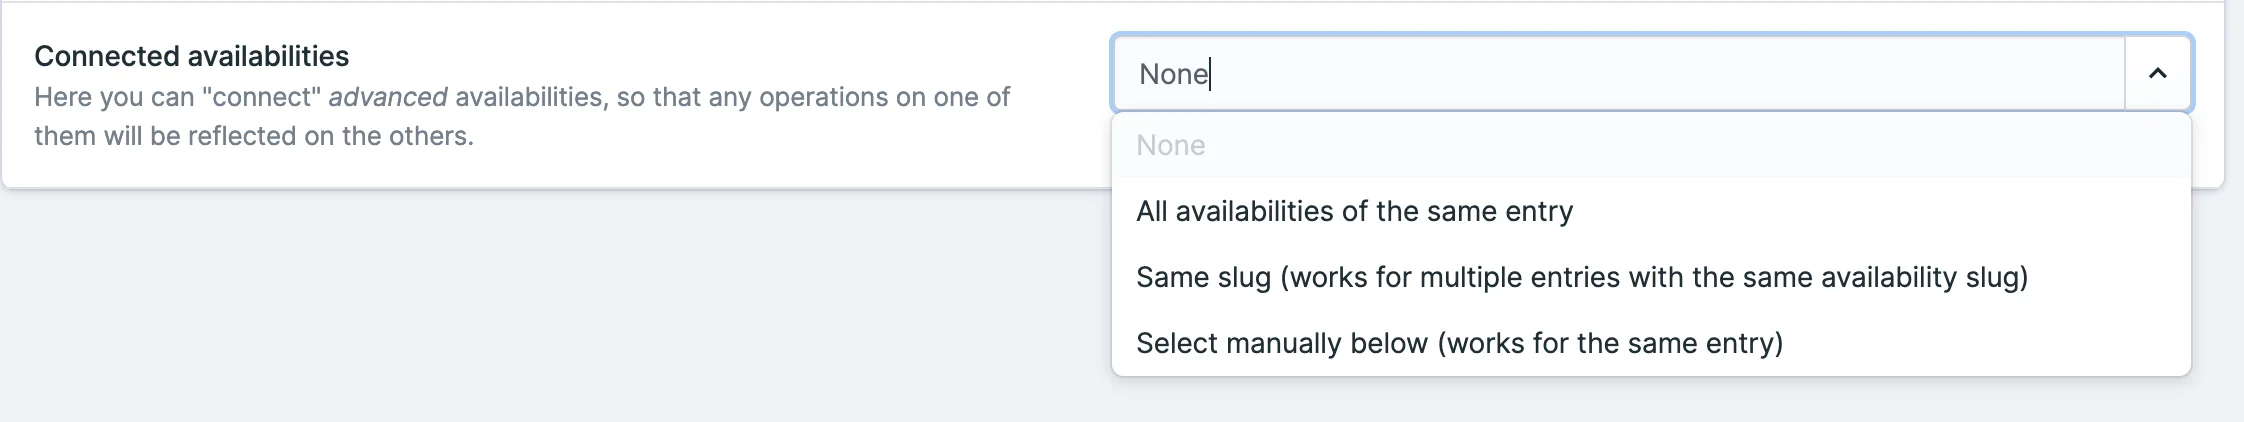 Connected availabilities
Here you can "connect" advanced availabilities, so that any operations on one of
them will be reflected on the others.
None
None
All availabilities of the same entry
Same slug (works for multiple entries with the same availability slug)
Select manually below (works for the same entry)